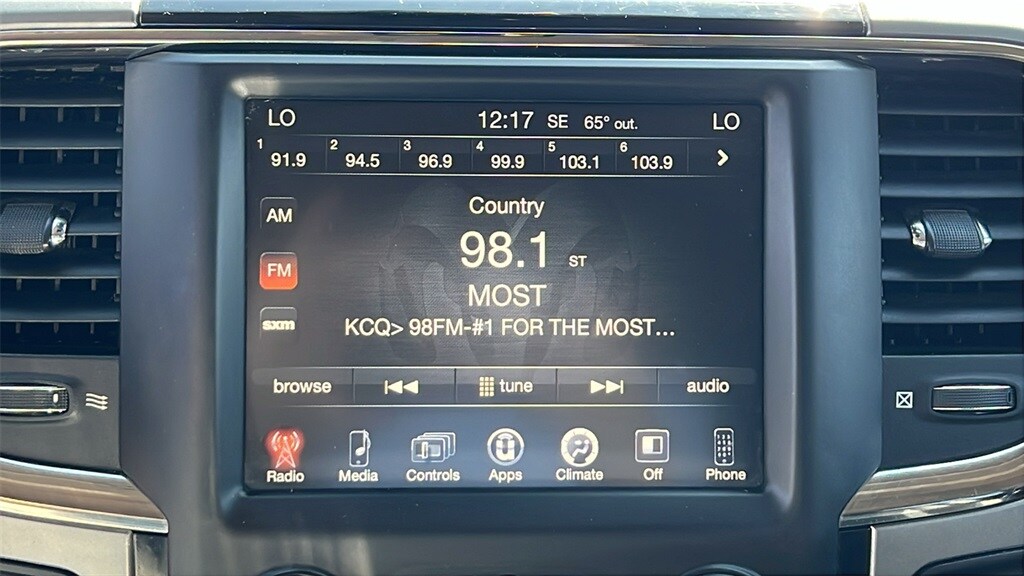 LO 12:17 SE 65° out. LO
1 91.9 2 94.5 3 96.9 4 99.9 5 103.1 6 103.9
AM
Country
98.1 ST
FM
MOST
sxm
KCQ> 98FM-#1 FOR THE MOST...
browse tune audio
Radio Media Controls Apps Climate Off Phone